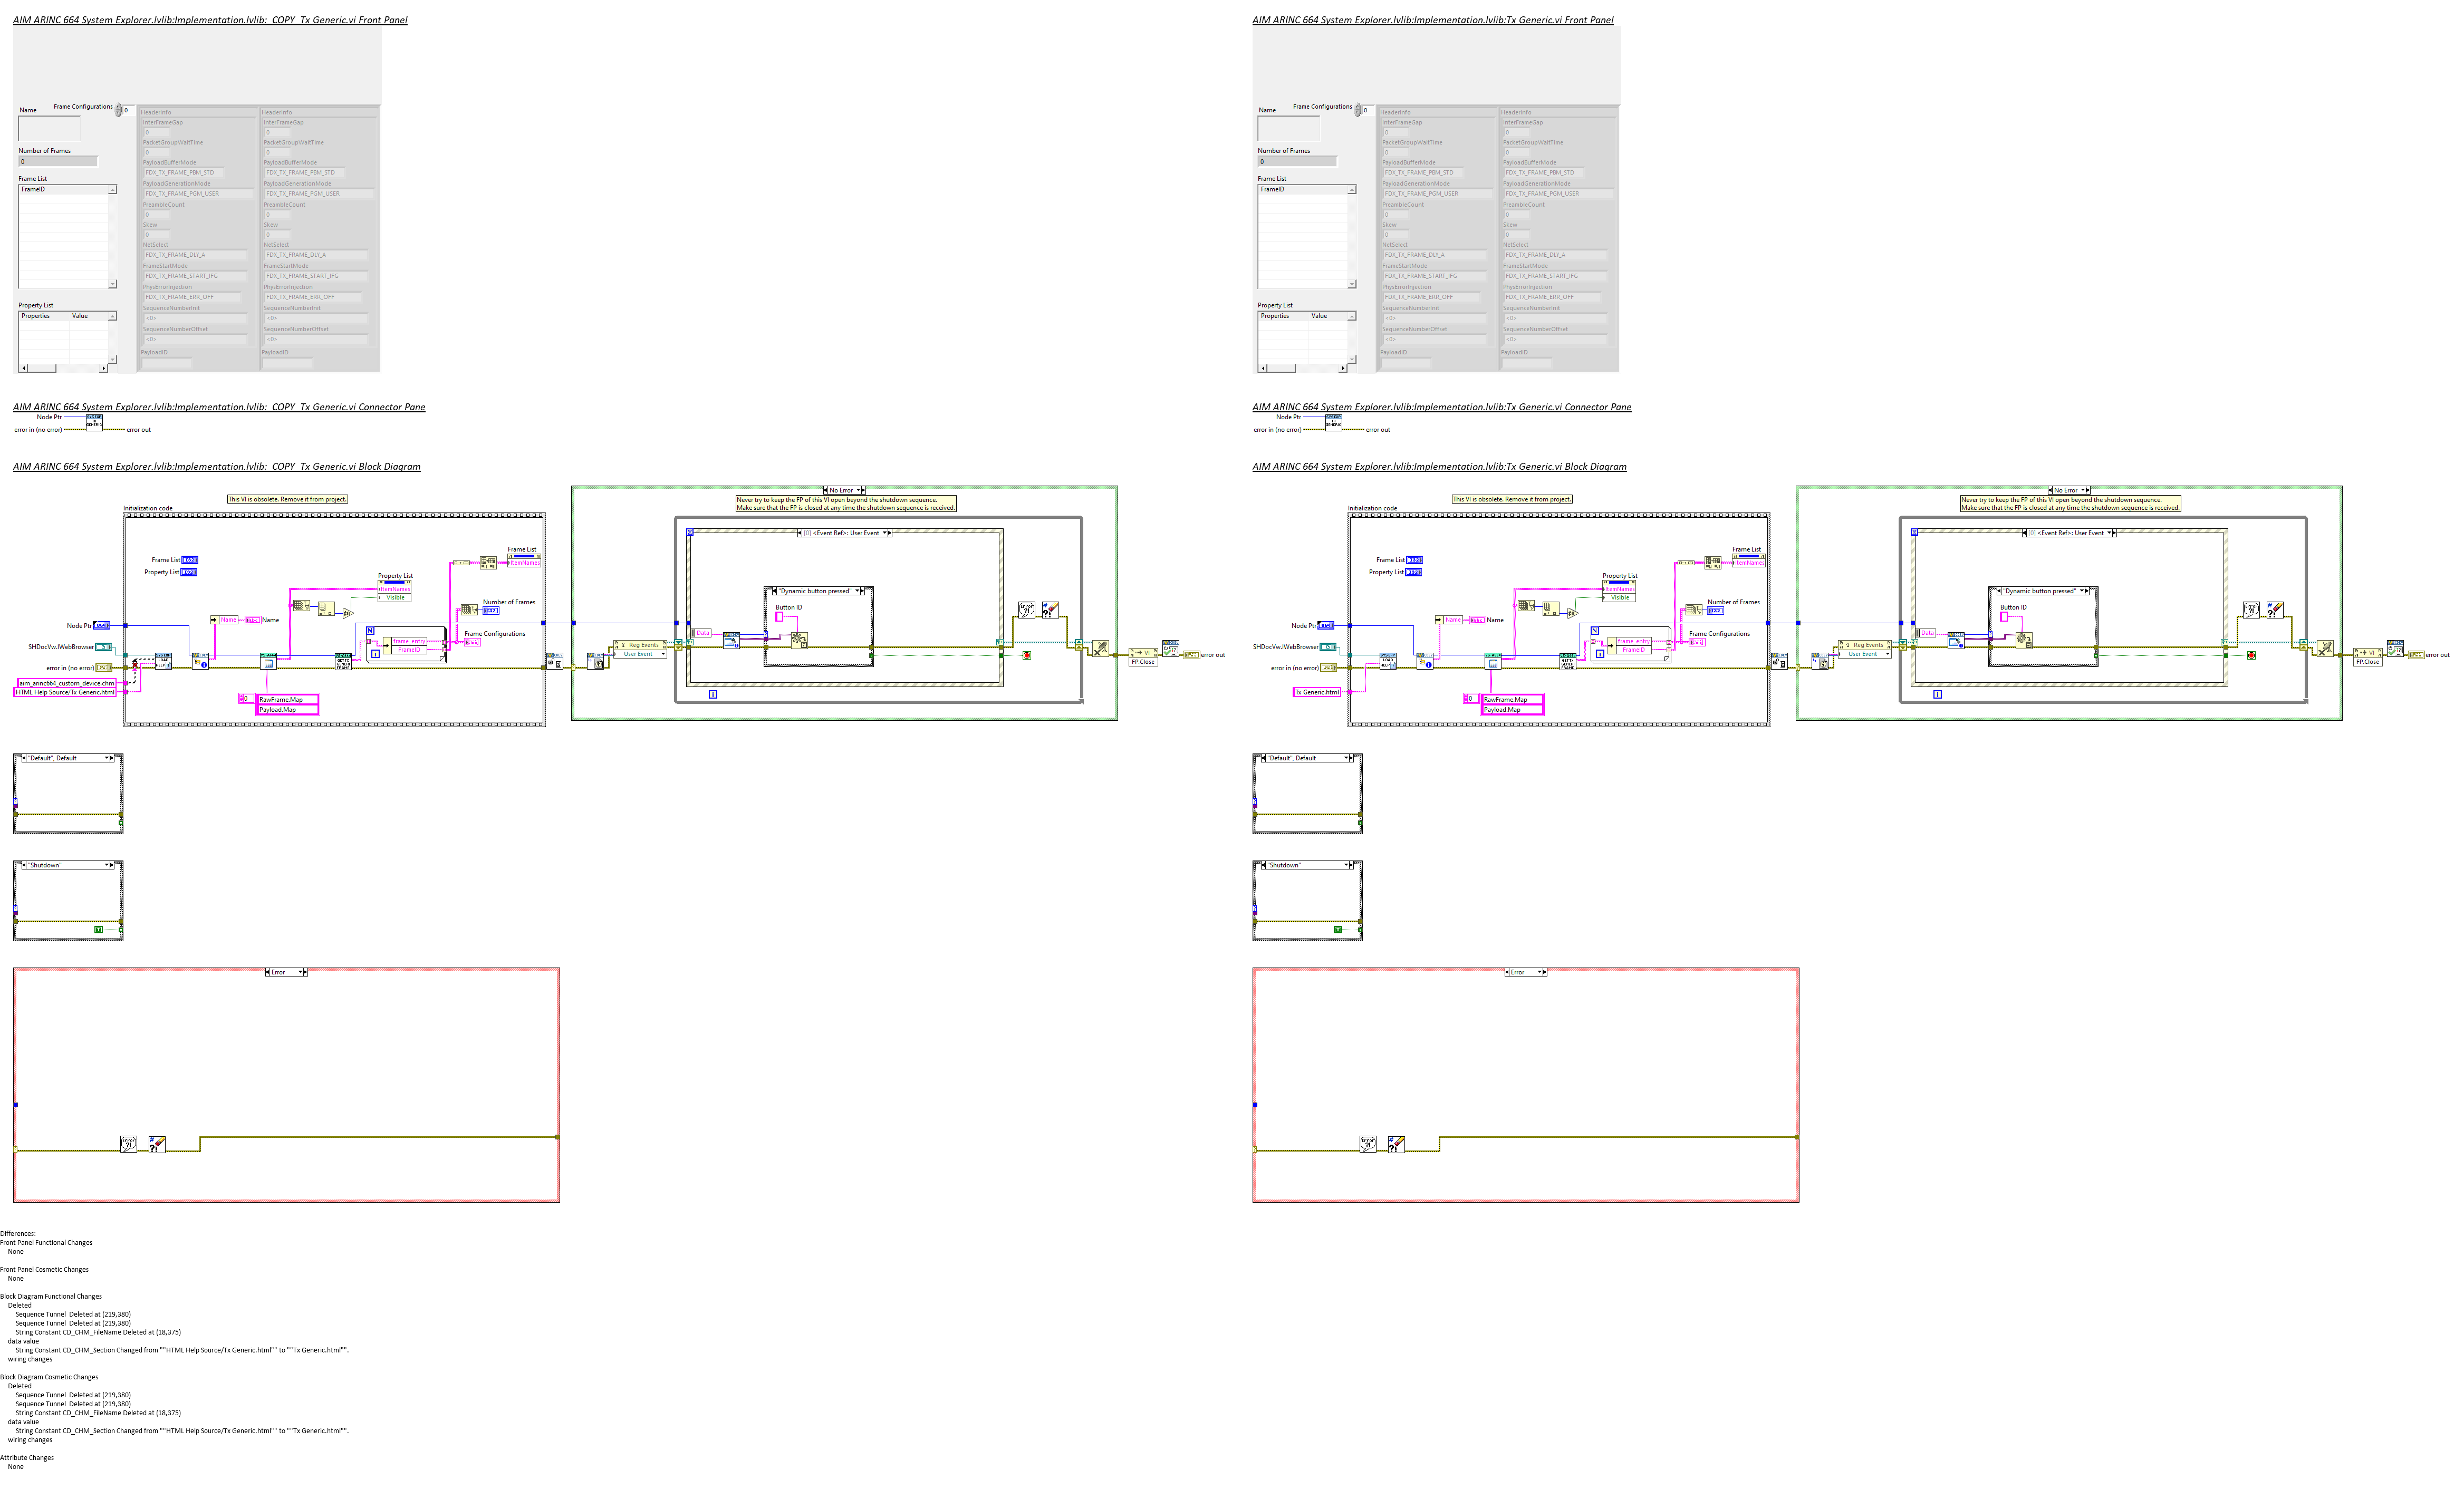 AIM ARINC 664 System Explorer.lvlib:Implementation.lvlib:_COPY_Tx Generic.vi Front Panel
Name
Frame Configurations
0
Number of Frames
0
Frame List
FrameID
Property List
Properties Value
HeaderInfo HeaderInfo
InterFrameGap InterFrameGap
0 0
PacketGroupWaitTime PacketGroupWaitTime
0 0
PayloadBufferMode PayloadBufferMode
FDX_TX_FRAME_PBM_STD FDX_TX_FRAME_PBM_STD
PayloadGenerationMode PayloadGenerationMode
FDX_TX_FRAME_PGM_USER FDX_TX_FRAME_PGM_USER
PreambleCount PreambleCount
0 0
Skew Skew
0 0
NetSelect NetSelect
FDX_TX_FRAME_DLY_A FDX_TX_FRAME_DLY_A
FrameStartMode FrameStartMode
FDX_TX_FRAME_START_IFG FDX_TX_FRAME_START_IFG
PhysErrorInjection PhysErrorInjection
FDX_TX_FRAME_ERR_OFF FDX_TX_FRAME_ERR_OFF
SequenceNumberInit SequenceNumberInit
<0> <0>
SequenceNumberOffset SequenceNumberOffset
<0> <0>
PayloadID PayloadID
AIM ARINC 664 System Explorer.lvlib:Implementation.lvlib:_COPY_Tx Generic.vi Connector Pane
Node Ptr
TX
GENERIC
error in (no error) error out
AIM ARINC 664 System Explorer.lvlib:Implementation.lvlib:_COPY_Tx Generic.vi Block Diagram
This VI is obsolete. Remove it from project.
Initialization code
Frame List
Property List
Node Ptr
SHDocVw.IWebBrowser
error in (no error)
aim_arinc664_custom_device.chm
HTML Help Source/Tx Generic.html
LOAD
HELP
Name Name
0
RawFrame.Map
Payload.Map
Property List
ItemNames
Visible
N
i
frame_entry
FrameID
Frame List
ItemNames
Number of Frames
Frame Configurations
No Error
Never try to keep the FP of this VI open beyond the shutdown sequence.
Make sure that the FP is closed at any time the shutdown sequence is received.
Reg Events
User Event
[0] <Event Ref>: User Event
Data
"Dynamic button pressed"
Button ID
i
VI
FP.Close
error out
"Default", Default
"Shutdown"
Error
AIM ARINC 664 System Explorer.lvlib:Implementation.lvlib:Tx Generic.vi Front Panel
Name
Frame Configurations
0
Number of Frames
0
Frame List
FrameID
Property List
Properties Value
HeaderInfo HeaderInfo
InterFrameGap InterFrameGap
0 0
PacketGroupWaitTime PacketGroupWaitTime
0 0
PayloadBufferMode PayloadBufferMode
FDX_TX_FRAME_PBM_STD FDX_TX_FRAME_PBM_STD
PayloadGenerationMode PayloadGenerationMode
FDX_TX_FRAME_PGM_USER FDX_TX_FRAME_PGM_USER
PreambleCount PreambleCount
0 0
Skew Skew
0 0
NetSelect NetSelect
FDX_TX_FRAME_DLY_A FDX_TX_FRAME_DLY_A
FrameStartMode FrameStartMode
FDX_TX_FRAME_START_IFG FDX_TX_FRAME_START_IFG
PhysErrorInjection PhysErrorInjection
FDX_TX_FRAME_ERR_OFF FDX_TX_FRAME_ERR_OFF
SequenceNumberInit SequenceNumberInit
<0> <0>
SequenceNumberOffset SequenceNumberOffset
<0> <0>
PayloadID PayloadID
AIM ARINC 664 System Explorer.lvlib:Implementation.lvlib:Tx Generic.vi Connector Pane
Node Ptr
TX
GENERIC
error in (no error) error out
AIM ARINC 664 System Explorer.lvlib:Implementation.lvlib:Tx Generic.vi Block Diagram
This VI is obsolete. Remove it from project.
Initialization code
Frame List
Property List
Node Ptr
SHDocVw.IWebBrowser
error in (no error)
Tx Generic.html
LOAD
HELP
Name Name
0
RawFrame.Map
Payload.Map
Property List
ItemNames
Visible
N
i
frame_entry
FrameID
Frame List
ItemNames
Number of Frames
Frame Configurations
No Error
Never try to keep the FP of this VI open beyond the shutdown sequence.
Make sure that the FP is closed at any time the shutdown sequence is received.
Reg Events
User Event
[0] <Event Ref>: User Event
Data
"Dynamic button pressed"
Button ID
i
VI
FP.Close
error out
"Default", Default
"Shutdown"
Error
Differences:
Front Panel Functional Changes
None
Front Panel Cosmetic Changes
None
Block Diagram Functional Changes
Deleted
Sequence Tunnel  Deleted at (219,380)
Sequence Tunnel  Deleted at (219,380)
String Constant CD_CHM_FileName Deleted at (18,375)
data value
String Constant CD_CHM_Section Changed from ""HTML Help Source/Tx Generic.html"" to ""Tx Generic.html"".
wiring changes
Block Diagram Cosmetic Changes
Deleted
Sequence Tunnel  Deleted at (219,380)
Sequence Tunnel  Deleted at (219,380)
String Constant CD_CHM_FileName Deleted at (18,375)
data value
String Constant CD_CHM_Section Changed from ""HTML Help Source/Tx Generic.html"" to ""Tx Generic.html"".
wiring changes
Attribute Changes
None